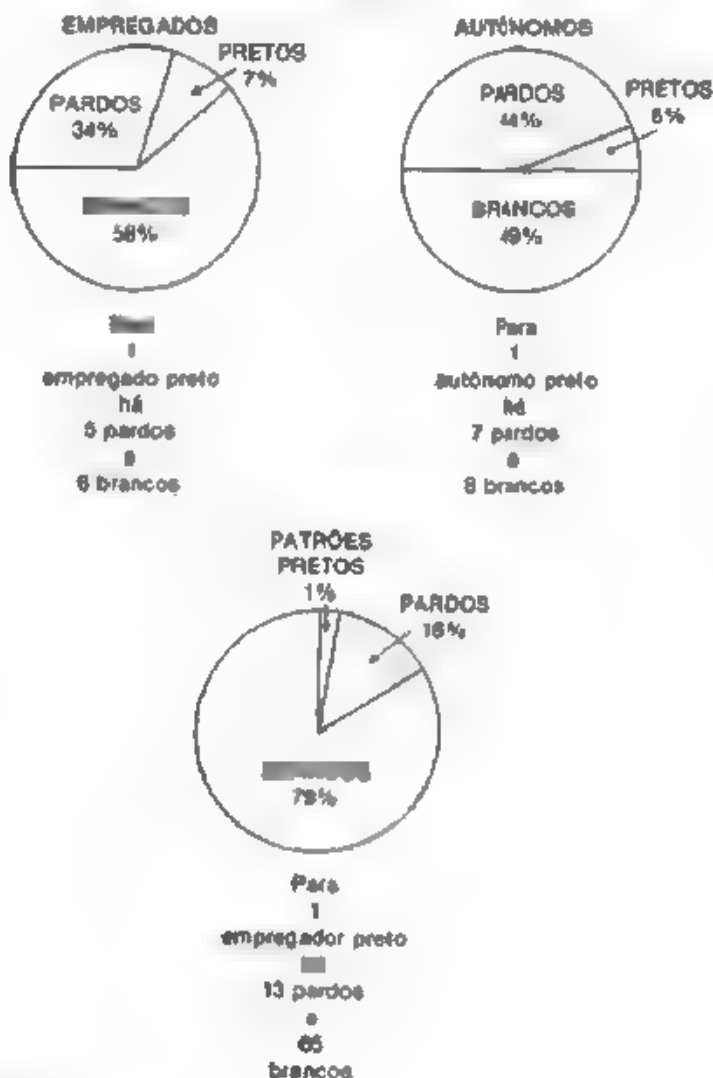 EMPREGADOS
PRETOS
7%
PARDOS
34%
58%
1
empregado preto
há
5 pardos
e
6 brancos
AUTÔNOMOS
PARDOS
44%
PRETOS
6%
BRANCOS
49%
Para
1
autônomo preto
há
7 pardos
e
8 brancos
PATRÕES
PRETOS
1%
PARDOS
16%
79%
Para
1
empregador preto
13 pardos
e
65
brancos